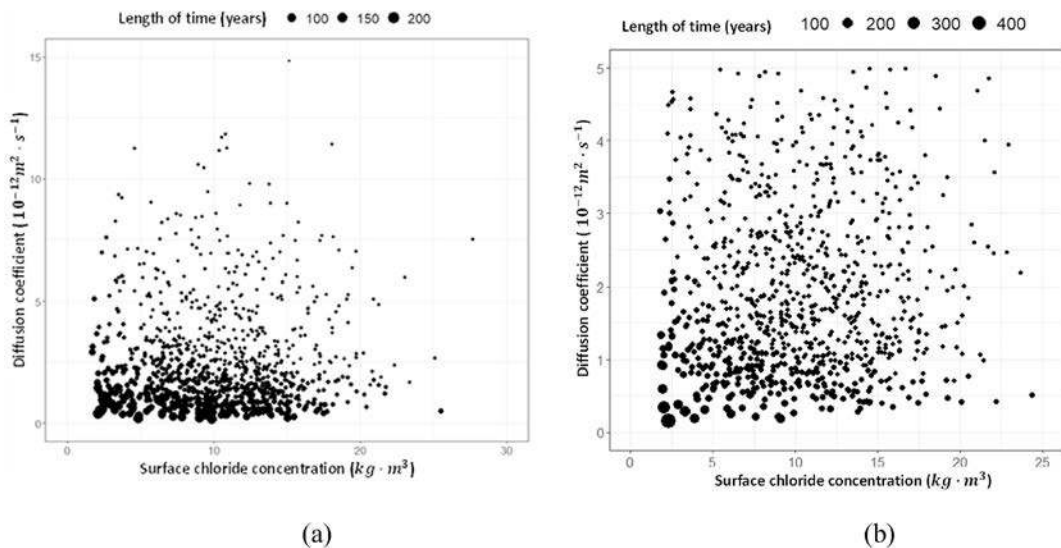 Length of time (years) 100 150 200
15
10
5
0
Diffusion coefficient ( 10⁻¹²m² · s⁻¹)
0 10 20 30
Surface chloride concentration (kg · m³)
(a)
Length of time (years) 100 200 300 400
5
4
3
2
1
0
Diffusion coefficient ( 10⁻¹²m² · s⁻¹)
0 5 10 15 20 25
Surface chloride concentration (kg · m³)
(b)